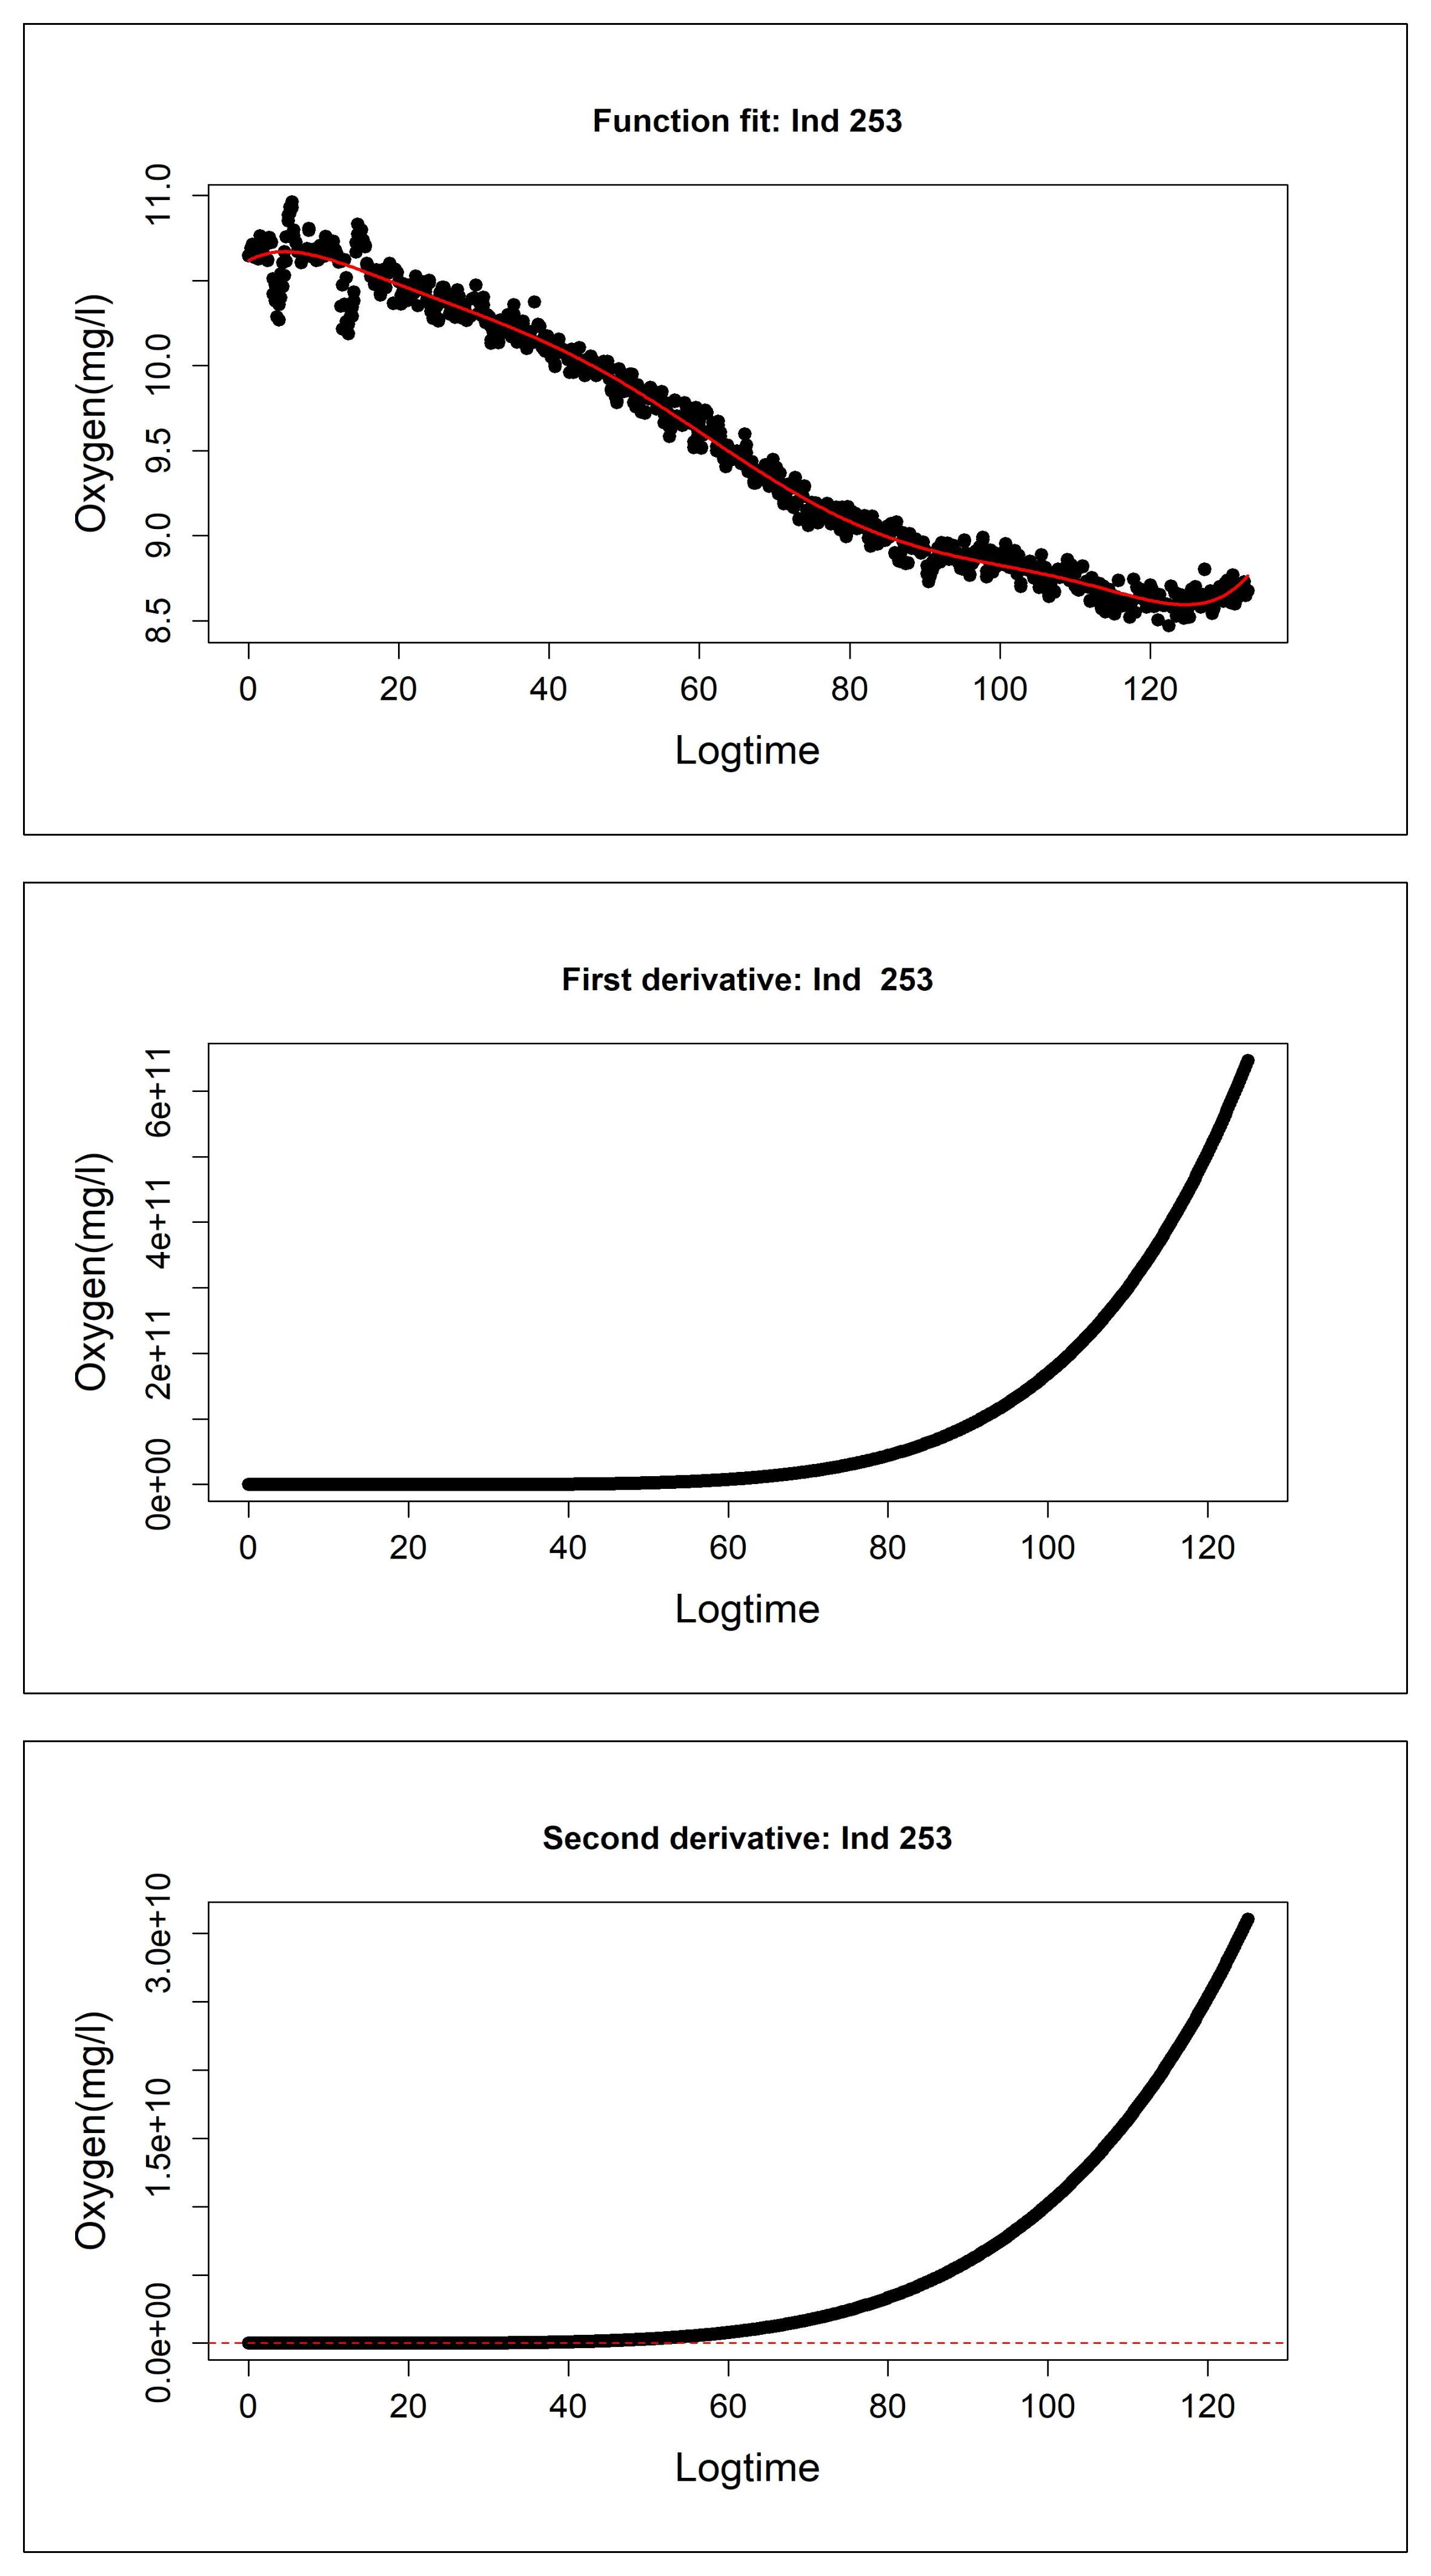 Function fit: Ind 253
Oxygen(mg/l)
11.0
10.0
9.5
9.0
8.5
0 20 40 60 80 100 120
Logtime
First derivative: Ind  253
Oxygen(mg/l)
6e+11
4e+11
2e+11
0e+00
0 20 40 60 80 100 120
Logtime
Second derivative: Ind 253
Oxygen(mg/l)
3.0e+10
1.5e+10
0.0e+00
0 20 40 60 80 100 120
Logtime